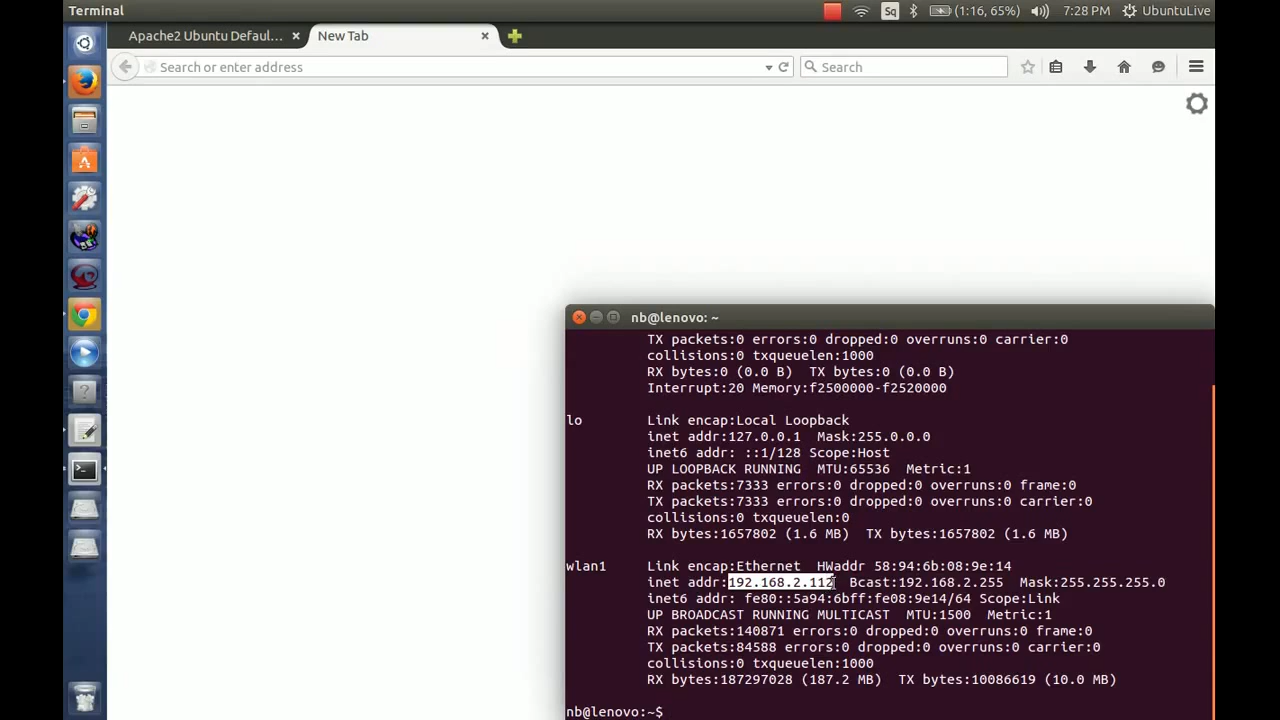 Terminal
Sq
(1:16, 65%)
7:28 PM
UbuntuLive
Apache2 Ubuntu Defaul...
New Tab
Search or enter address
Search
nb@lenovo: ~
TX packets:0 errors:0 dropped:0 overruns:0 carrier:0
collisions:0 txqueuelen:1000
RX bytes:0 (0.0 B)  TX bytes:0 (0.0 B)
Interrupt:20 Memory:f2500000-f2520000
lo Link encap:Local Loopback
inet addr:127.0.0.1  Mask:255.0.0.0
inet6 addr: ::1/128 Scope:Host
UP LOOPBACK RUNNING  MTU:65536  Metric:1
RX packets:7333 errors:0 dropped:0 overruns:0 frame:0
TX packets:7333 errors:0 dropped:0 overruns:0 carrier:0
collisions:0 txqueuelen:0
RX bytes:1657802 (1.6 MB)  TX bytes:1657802 (1.6 MB)
wlan1 Link encap:Ethernet  HWaddr 58:94:6b:08:9e:14
inet addr:192.168.2.112  Bcast:192.168.2.255  Mask:255.255.255.0
inet6 addr: fe80::5a94:6bff:fe08:9e14/64 Scope:Link
UP BROADCAST RUNNING MULTICAST  MTU:1500  Metric:1
RX packets:140871 errors:0 dropped:0 overruns:0 frame:0
TX packets:84588 errors:0 dropped:0 overruns:0 carrier:0
collisions:0 txqueuelen:1000
RX bytes:187297028 (187.2 MB)  TX bytes:10086619 (10.0 MB)
nb@lenovo:~$